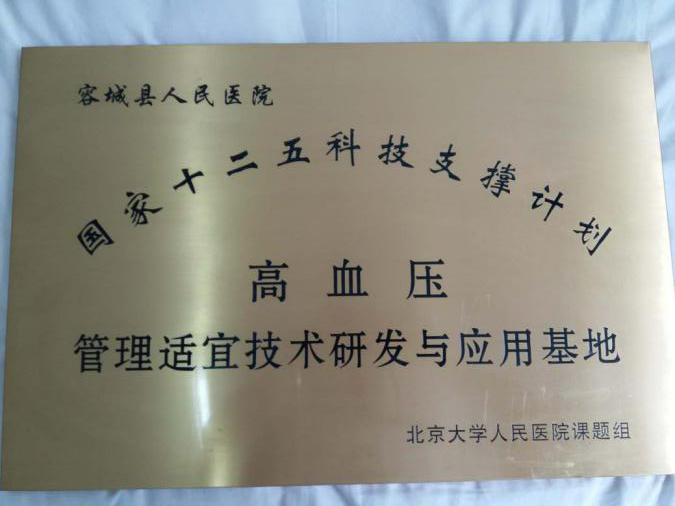 容城县人民医院
国家十二五科技支撑计划
高血压
管理适宜技术研发与应用基地
北京大学人民医院课题组